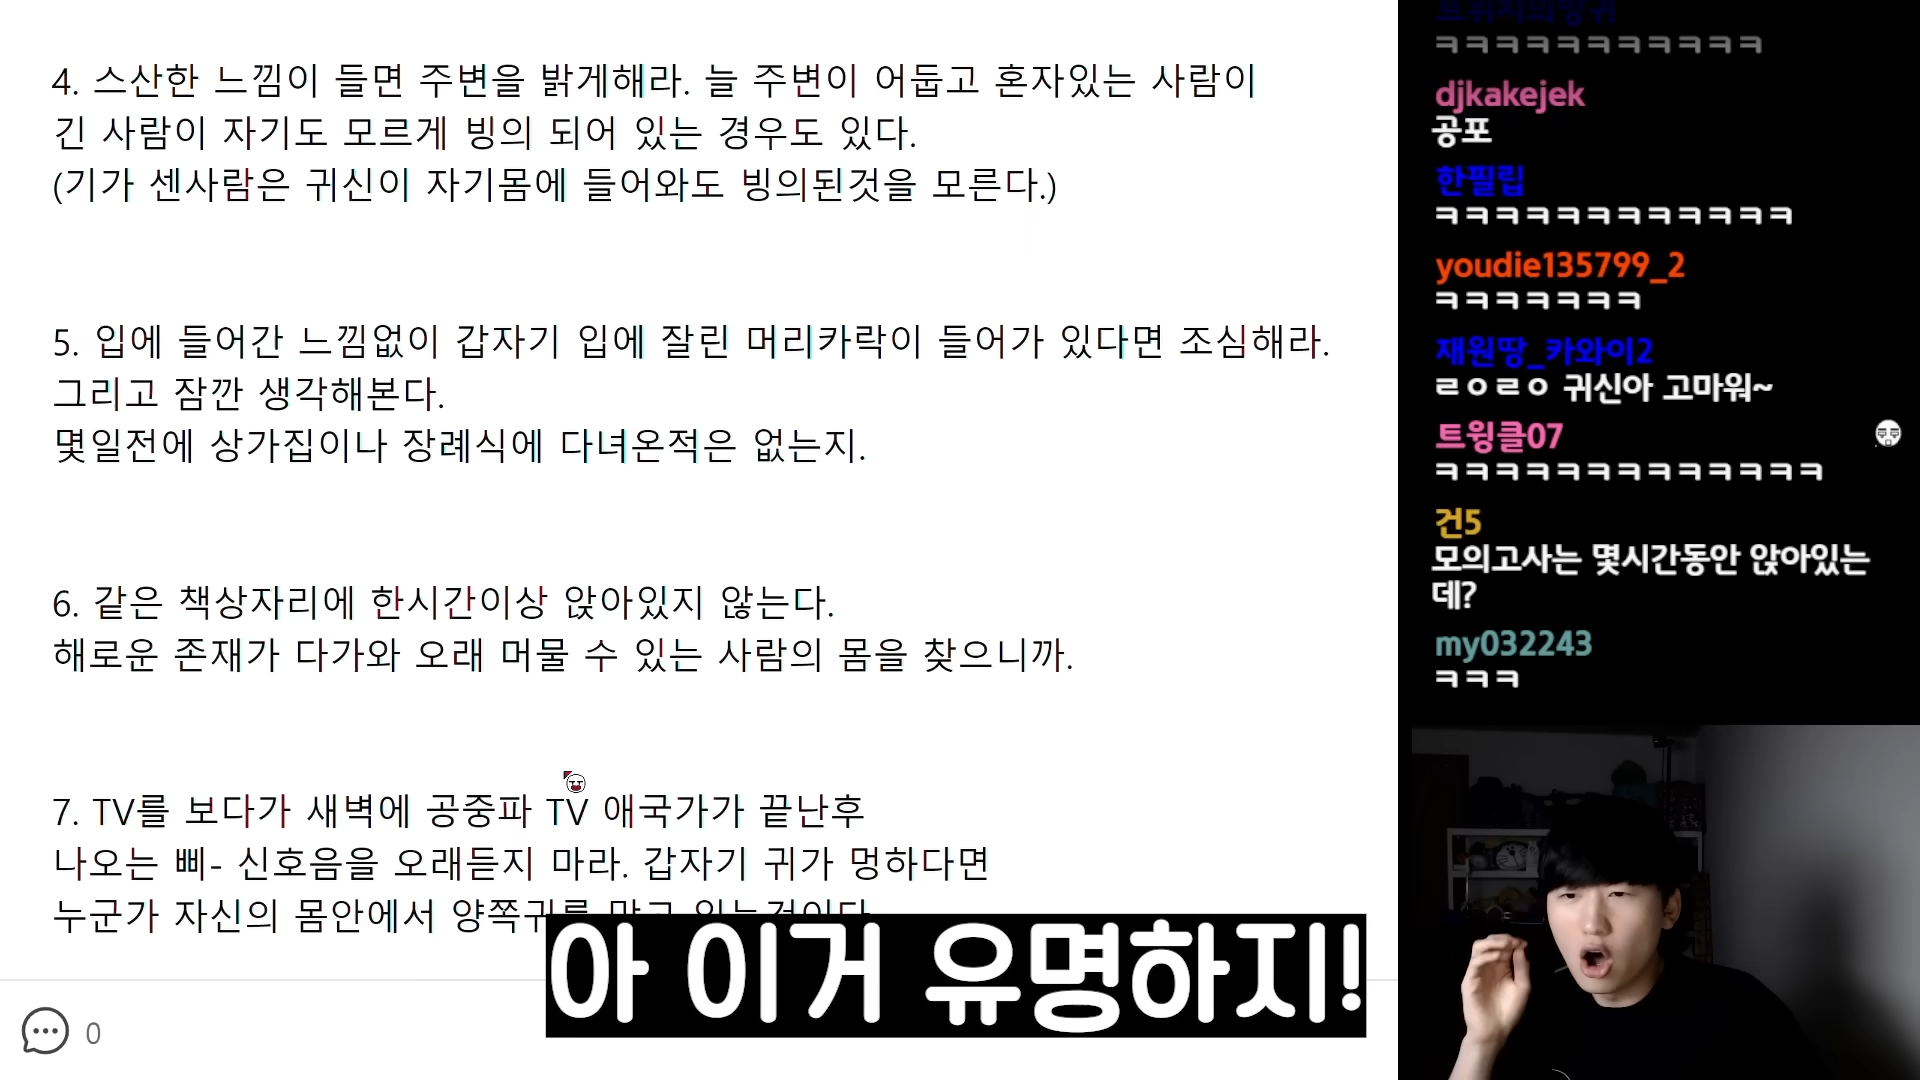 4. 스산한 느낌이 들면 주변을 밝게해라. 늘 주변이 어둡고 혼자있는 사람이
긴 사람이 자기도 모르게 빙의 되어 있는 경우도 있다.
(기가 센사람은 귀신이 자기몸에 들어와도 빙의된것을 모른다.)
5. 입에 들어간 느낌없이 갑자기 입에 잘린 머리카락이 들어가 있다면 조심해라.
그리고 잠깐 생각해본다.
몇일전에 상가집이나 장례식에 다녀온적은 없는지.
6. 같은 책상자리에 한시간이상 앉아있지 않는다.
해로운 존재가 다가와 오래 머물 수 있는 사람의 몸을 찾으니까.
7. TV를 보다가 새벽에 공중파 TV 애국가가 끝난후
나오는 삐- 신호음을 오래듣지 마라. 갑자기 귀가 멍하다면
누군가 자신의 몸안에서 양쪽귀를 막고 있는것이다
아 이거 유명하지!
0
ㅋㅋㅋㅋㅋㅋㅋㅋㅋㅋㅋ
djkakejek
공포
한필립
ㅋㅋㅋㅋㅋㅋㅋㅋㅋㅋㅋㅋ
youdie135799_2
ㅋㅋㅋㅋㅋㅋㅋ
재원땅_카와이2
ㄹㅇㄹㅇ 귀신아 고마워~
트윙클07
ㅋㅋㅋㅋㅋㅋㅋㅋㅋㅋㅋㅋㅋ
건5
모의고사는 몇시간동안 앉아있는
데?
my032243
ㅋㅋㅋ